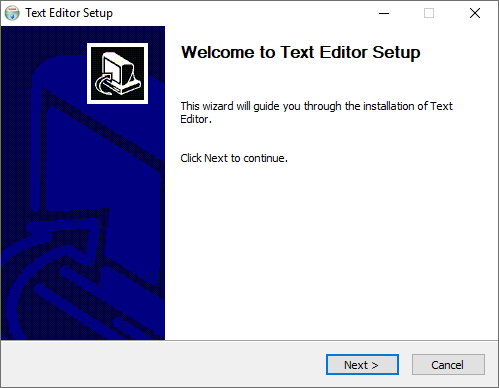 Text Editor Setup
Welcome to Text Editor Setup
This wizard will guide you through the installation of Text
Editor.
Click Next to continue.
Next >
Cancel